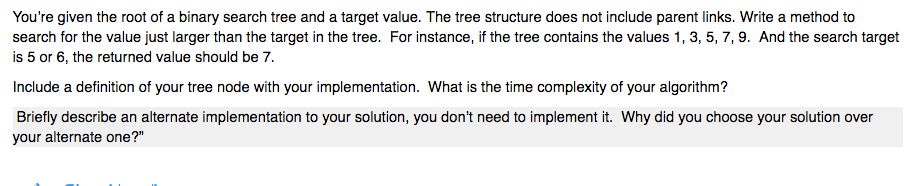 You're given the root of a binary search tree and a target value. The tree structure does not include parent links. Write a method to
search for the value just larger than the target in the tree.  For instance, if the tree contains the values 1, 3, 5, 7, 9.  And the search target
is 5 or 6, the returned value should be 7.
Include a definition of your tree node with your implementation.  What is the time complexity of your algorithm?
Briefly describe an alternate implementation to your solution, you don't need to implement it.  Why did you choose your solution over
your alternate one?"